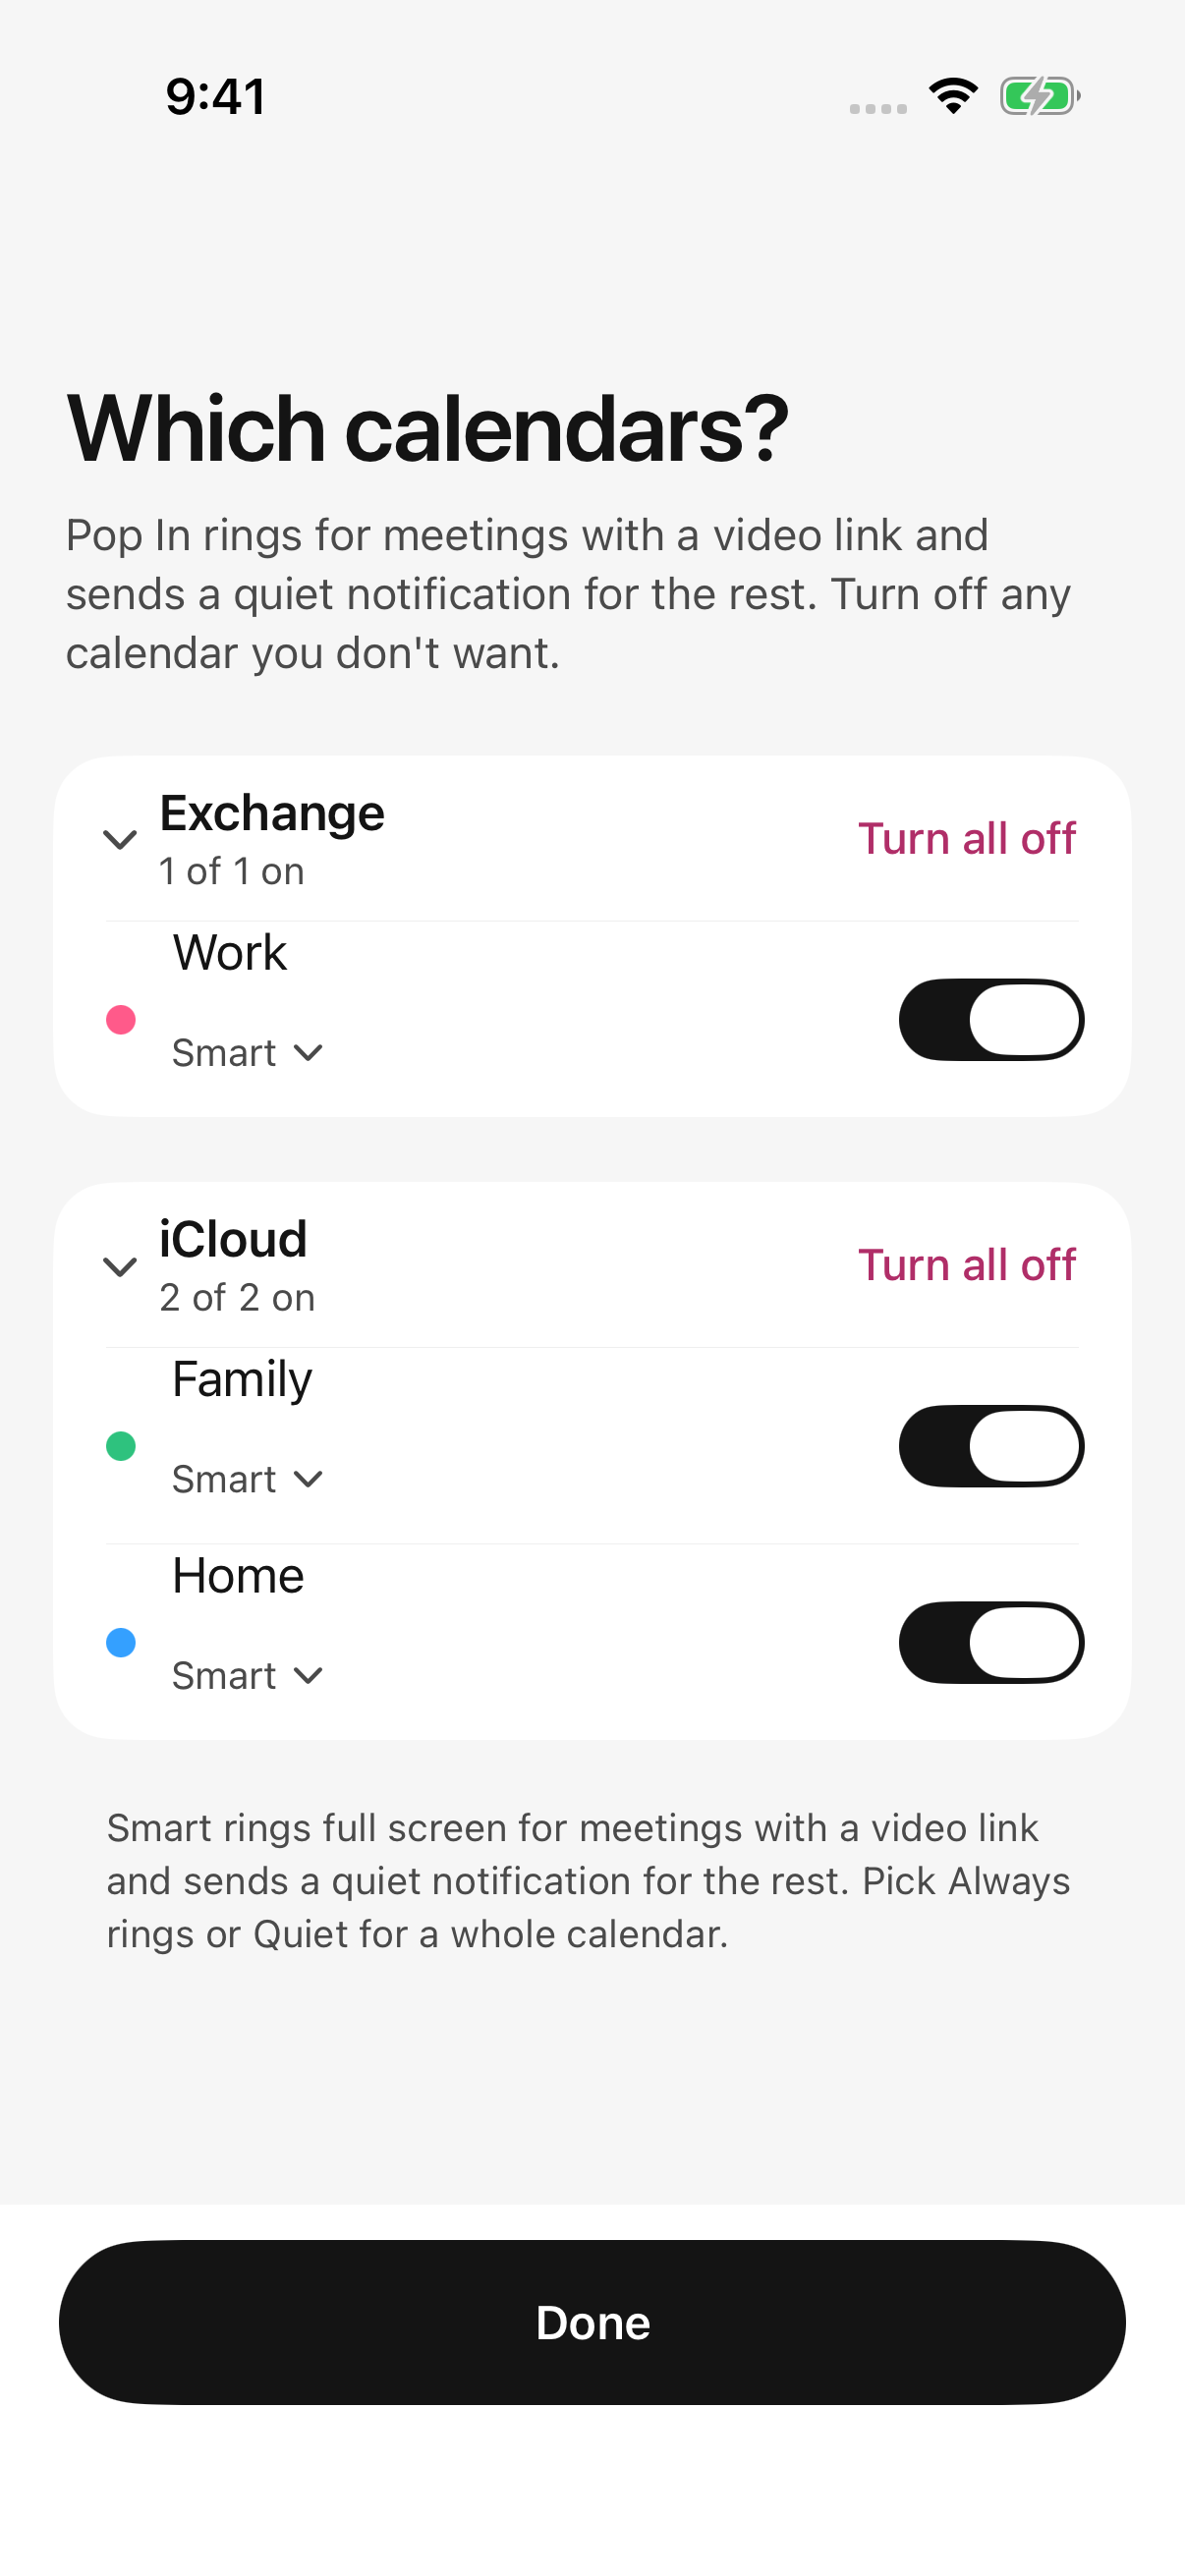 9:41
Which calendars?
Pop In rings for meetings with a video link and
sends a quiet notification for the rest. Turn off any
calendar you don't want.
Exchange
Turn all off
1 of 1 on
Work
Smart
iCloud
Turn all off
2 of 2 on
Family
Smart
Home
Smart
Smart rings full screen for meetings with a video link
and sends a quiet notification for the rest. Pick Always
rings or Quiet for a whole calendar.
Done